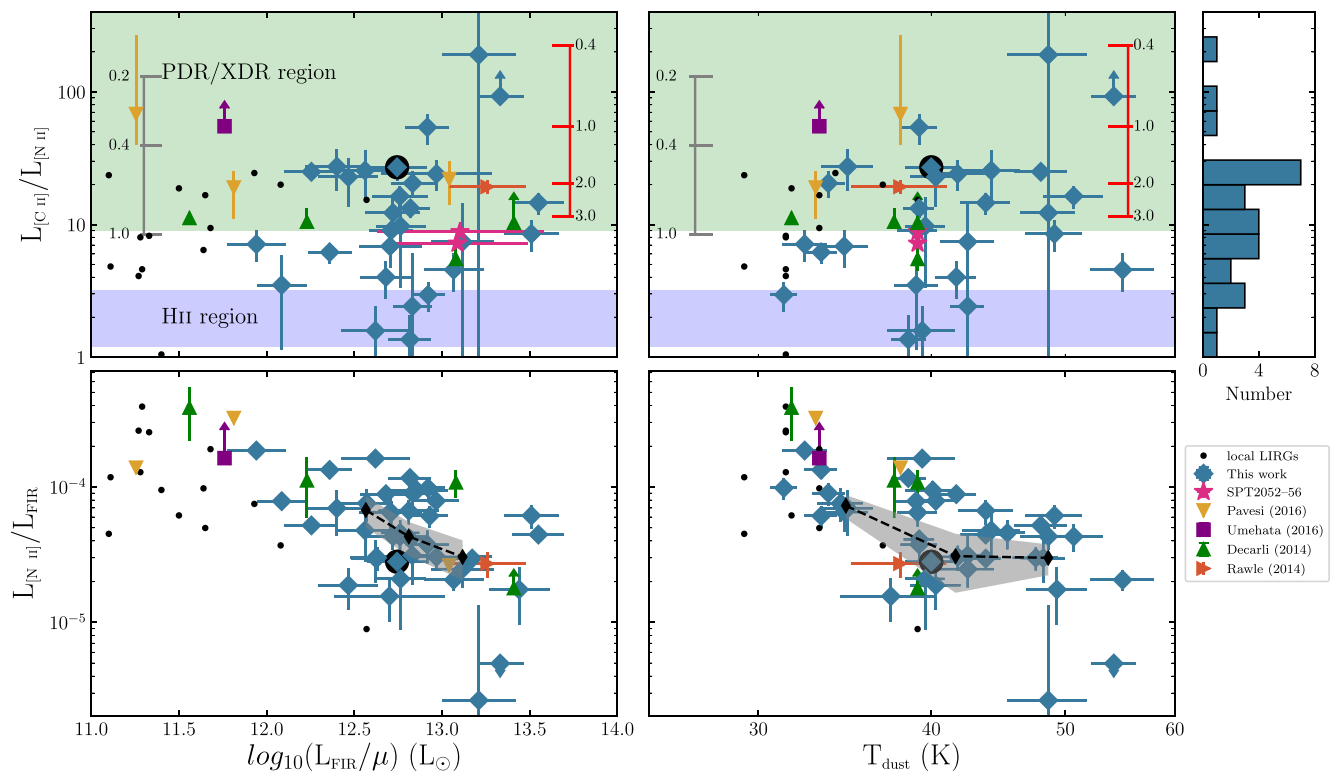 L[C II]/L[N II]
100
10
1
PDR/XDR region
HII region
0.2
0.4
1.0
0.4
1.0
2.0
3.0
0.2
0.4
1.0
0.4
1.0
2.0
3.0
0
4
8
Number
L[N II]/LFIR
10⁻⁴
10⁻⁵
11.0
11.5
12.0
12.5
13.0
13.5
14.0
log10(LFIR/μ) (L⊙)
30
40
50
60
Tdust (K)
local LIRGs
This work
SPT2052–56
Pavesi (2016)
Umehata (2016)
Decarli (2014)
Rawle (2014)